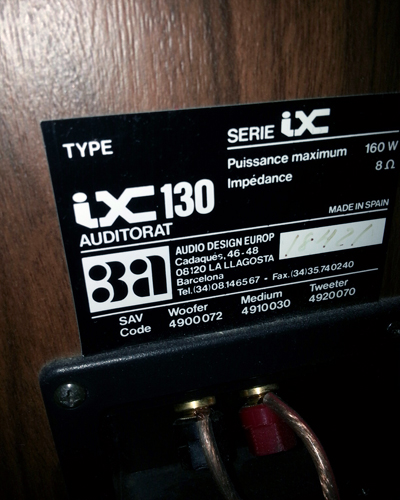 TYPE
SERIE ix
Puissance maximum 160 W
Impédance 8 Ω
ix 130
AUDITORAT
MADE IN SPAIN
3a
AUDIO DESIGN EUROP
Cadaqués, 46-48
08120 LA LLAGOSTA
Barcelona
Tel.(34)08.146567 - Fax.(34)35.740240
SAV Code
Woofer 4900072
Medium 4910030
Tweeter 4920070